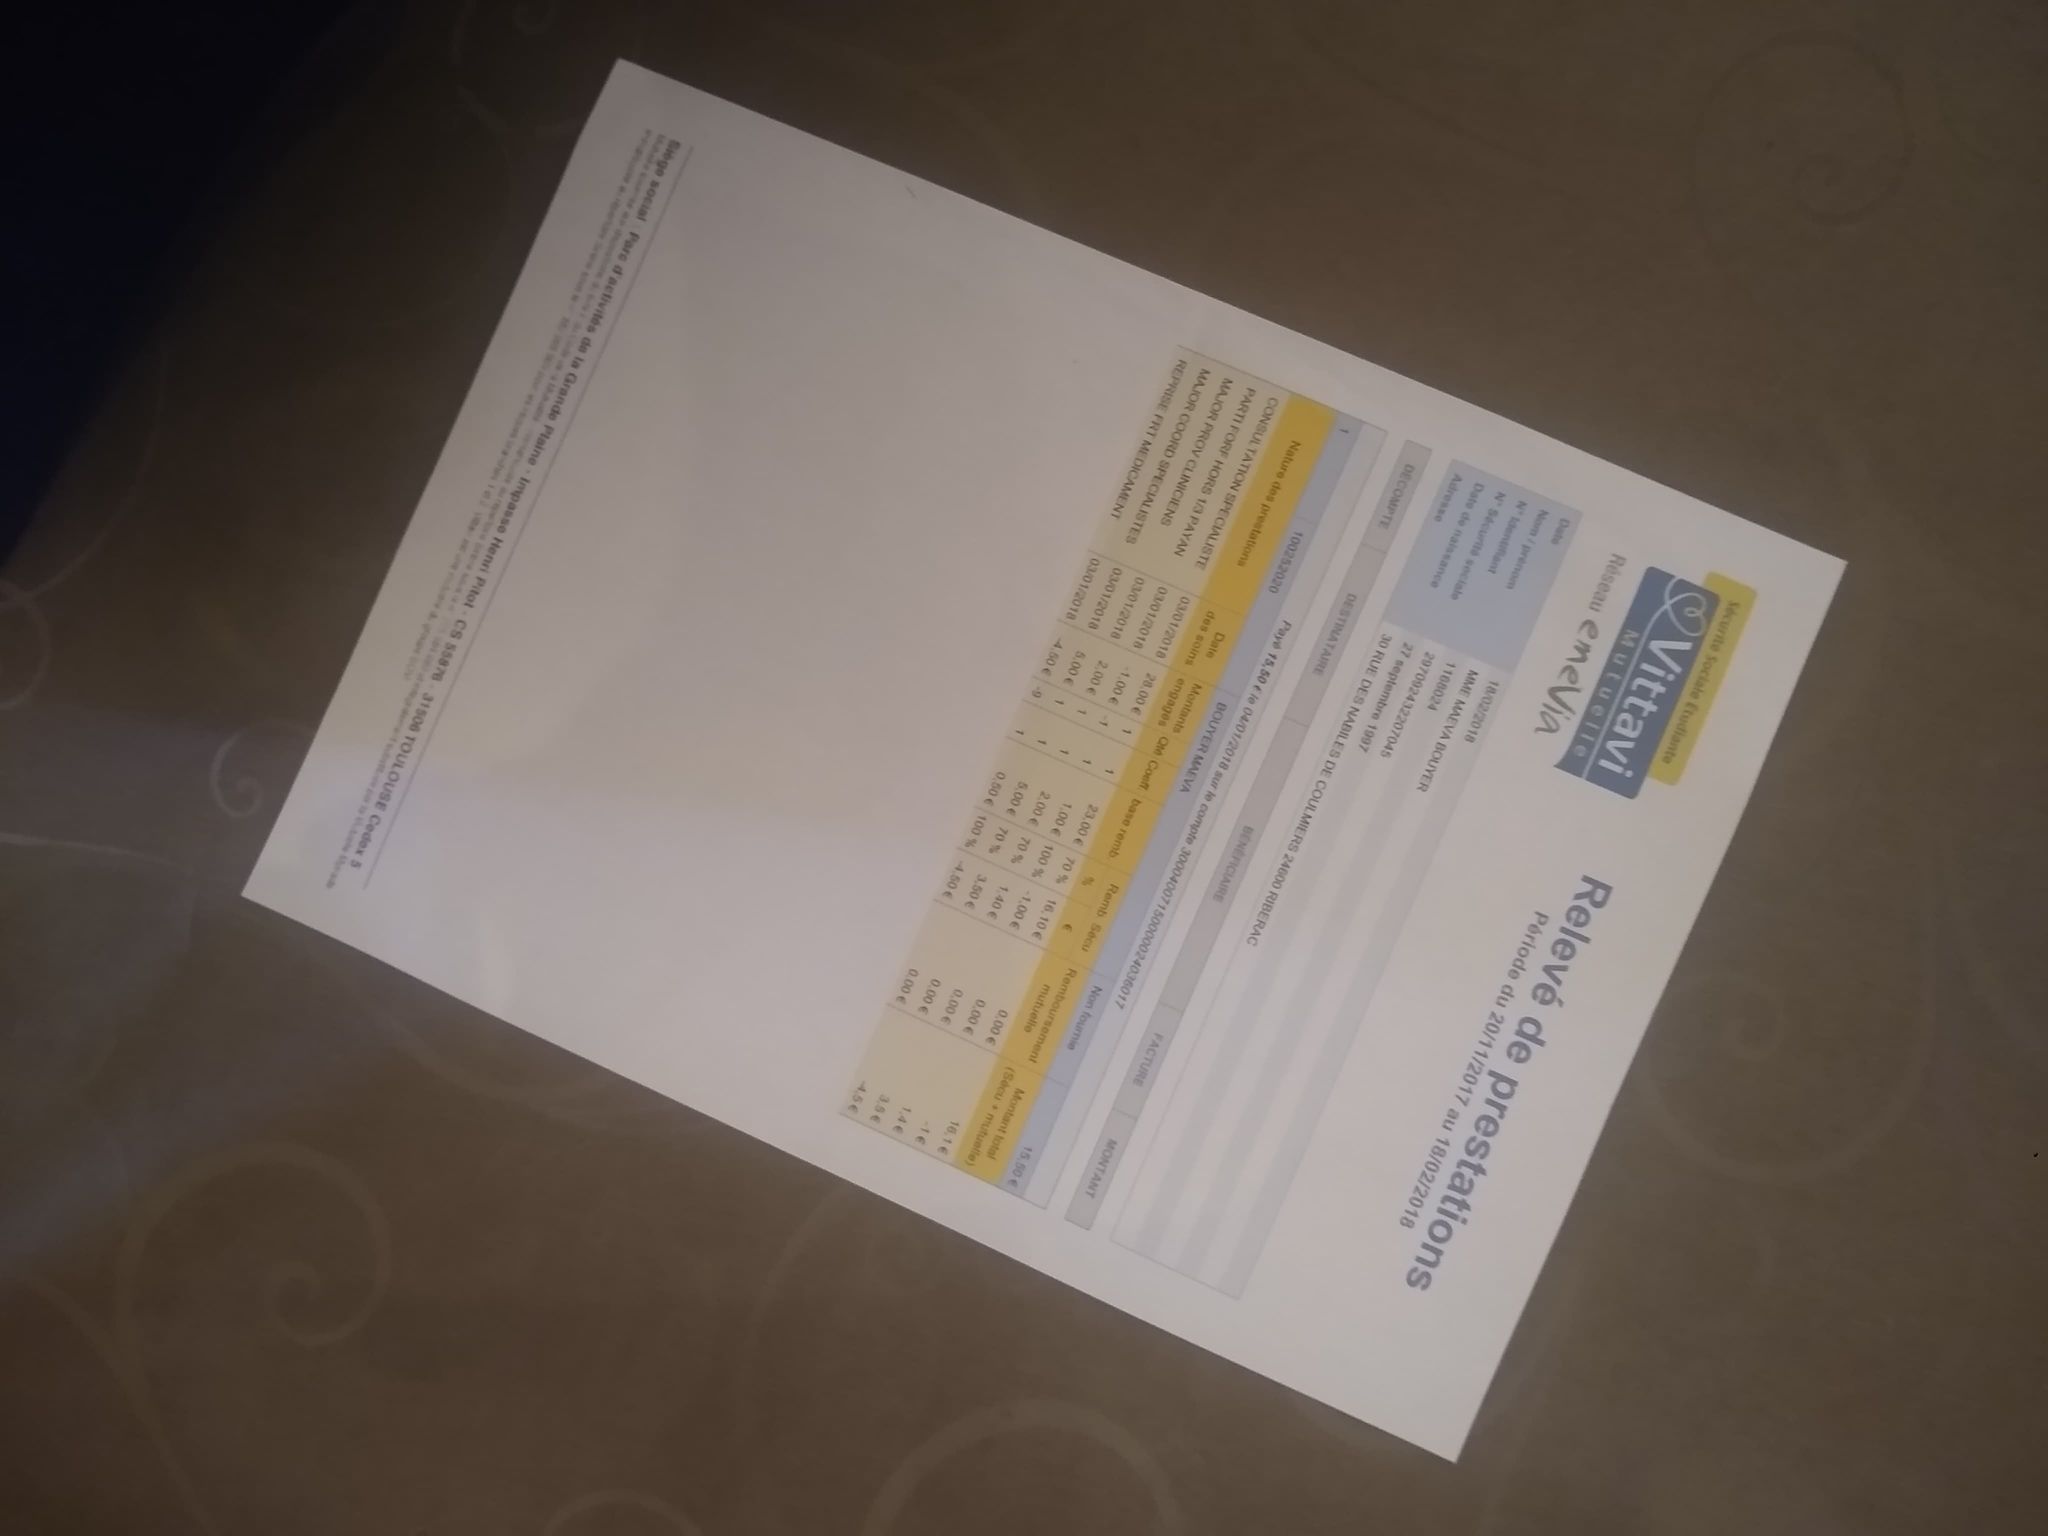 Sécurité Sociale Étudiante
Vittavi
Mutuelle
Réseau emeVia
Relevé de prestations
Période du 20/11/2017 au 18/02/2018
Date 18/02/2018
Nom / prénom MME MAEVA BOUYER
N° Identifiant 1168024
N° Sécurité sociale 297092432207045
Date de naissance 27 septembre 1997
Adresse 30 RUE DES NABILES DE COULMIERS 24600 RIBERAC
DÉCOMPTE DESTINATAIRE BÉNÉFICIAIRE FACTURE MONTANT
Payé 15,50 € le 04/01/2018 sur le compte 30004007150000024036017
1 100252020 BOUYER MAEVA Non fournie 15,50 €
Nature des prestations Date des soins Montants engagés Qté Coeff. base remb. Remb. Sécu % € Remboursement mutuelle Montant total (Sécu + mutuelle)
CONSULTATION SPECIALISTE 03/01/2018 28,00 € 1 1 23,00 € 70 % 16,10 € 0,00 € 16,1 €
PARTI FORF HORS 1/3 PAYAN 03/01/2018 -1,00 € -1 1 1,00 € 100 % -1,00 € 0,00 € -1 €
MAJOR PROV CLINICIENS 03/01/2018 2,00 € 1 1 2,00 € 70 % 1,40 € 0,00 € 1,4 €
MAJOR COORD SPECIALISTES 03/01/2018 5,00 € 1 1 5,00 € 70 % 3,50 € 0,00 € 3,5 €
REPRISE FRT MEDICAMENT 03/01/2018 -4,50 € -9 1 0,50 € 100 % -4,50 € 0,00 € -4,5 €
Siège social : Parc d'activités de la Grande Plaine - Impasse Henri Pitot - CS 55876 - 31506 TOULOUSE Cedex 5